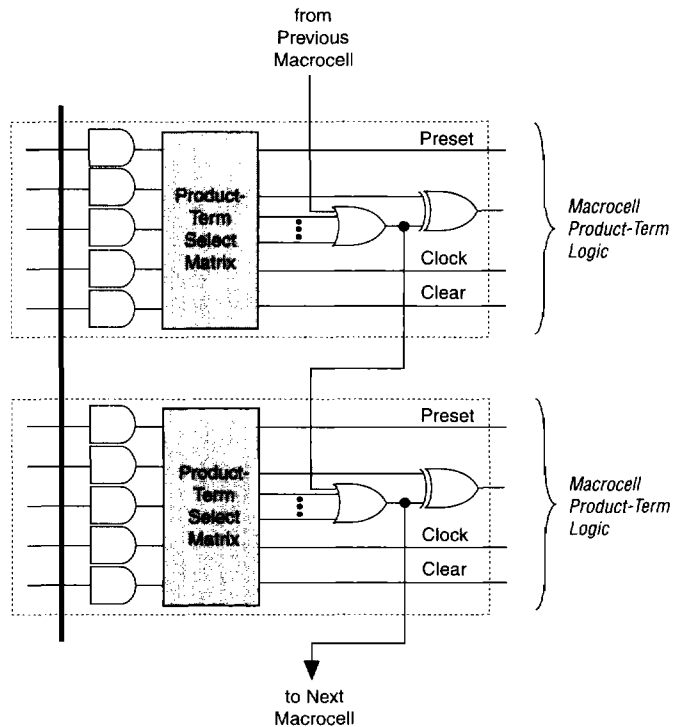 from
Previous
Macrocell
Preset
Product-
Term
Select
Matrix
Clock
Clear
Macrocell
Product-Term
Logic
Preset
Product-
Term
Select
Matrix
Clock
Clear
Macrocell
Product-Term
Logic
to Next
Macrocell